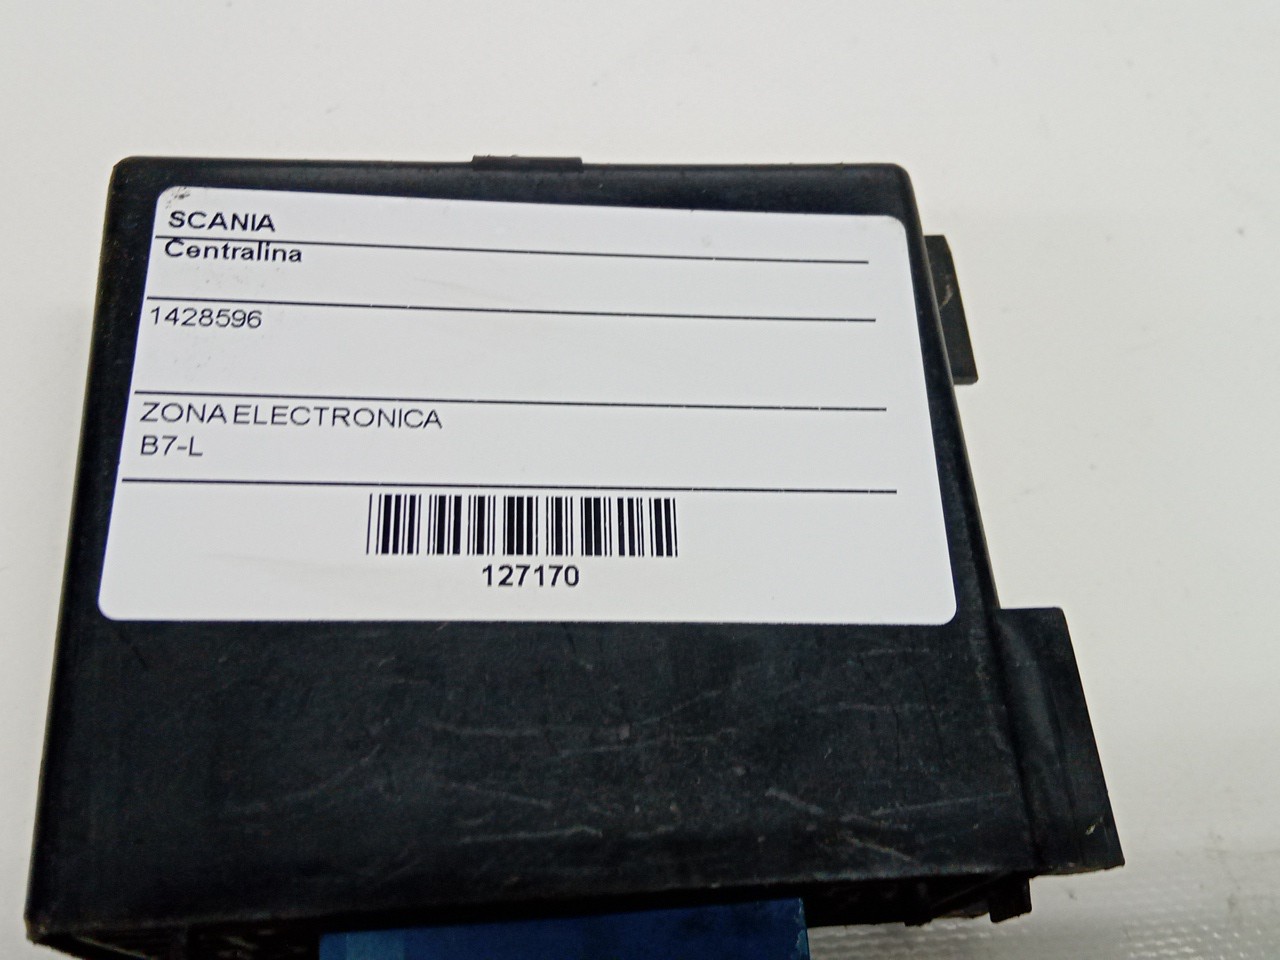 SCANIA
Centralina
1428596
ZONA ELECTRONICA
B7-L
127170